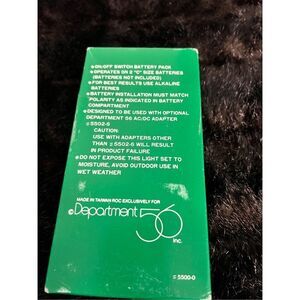 •ON/OFF SWITCH BATTERY PACK
•OPERATES ON 2 "C" SIZE BATTERIES
(BATTERIES NOT INCLUDED)
•FOR BEST RESULTS USE ALKALINE
BATTERIES
•BATTERY INSTALLATION MUST MATCH
POLARITY AS INDICATED IN BATTERY
COMPARTMENT
•DESIGNED TO BE USED WITH OPTIONAL
DEPARTMENT 56 AC/DC ADAPTER
#5502-6
CAUTION:
USE WITH ADAPTERS OTHER
THAN #5502-6 WILL RESULT
IN PRODUCT FAILURE
•DO NOT EXPOSE THIS LIGHT SET TO
MOISTURE, AVOID OUTDOOR USE IN
WET WEATHER
MADE IN TAIWAN ROC EXCLUSIVELY FOR
©Department 56 Inc.
#5500-0